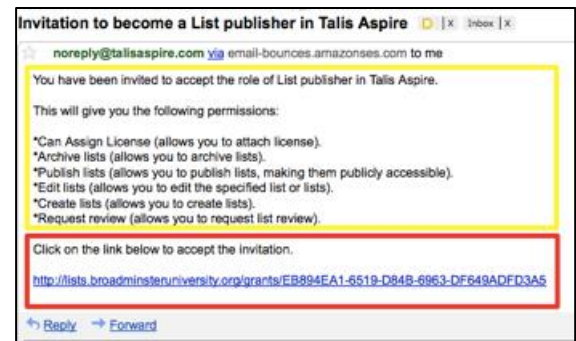 Invitation to become a List publisher in Talis Aspire D | x Inbox | x
noreply@talisaspire.com via email-bounces.amazonses.com to me
You have been invited to accept the role of List publisher in Talis Aspire.
This will give you the following permissions:
*Can Assign License (allows you to attach license).
*Archive lists (allows you to archive lists).
*Publish lists (allows you to publish lists, making them publicly accessible).
*Edit lists (allows you to edit the specified list or lists).
*Create lists (allows you to create lists).
*Request review (allows you to request list review).
Click on the link below to accept the invitation.
http://lists.broadminsteruniversity.org/grants/EB894EA1-6519-D84B-6963-DF649ADFD3A5
Reply Forward